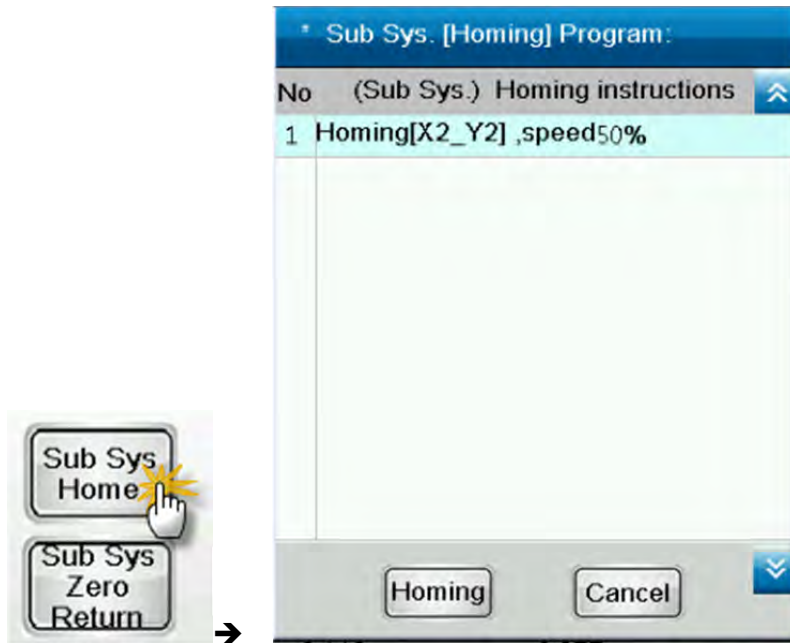 * Sub Sys. [Homing] Program:
No (Sub Sys.) Homing instructions
1 Homing[X2_Y2] ,speed50%
Sub Sys
Home
Sub Sys
Zero
Return
➔
Homing Cancel